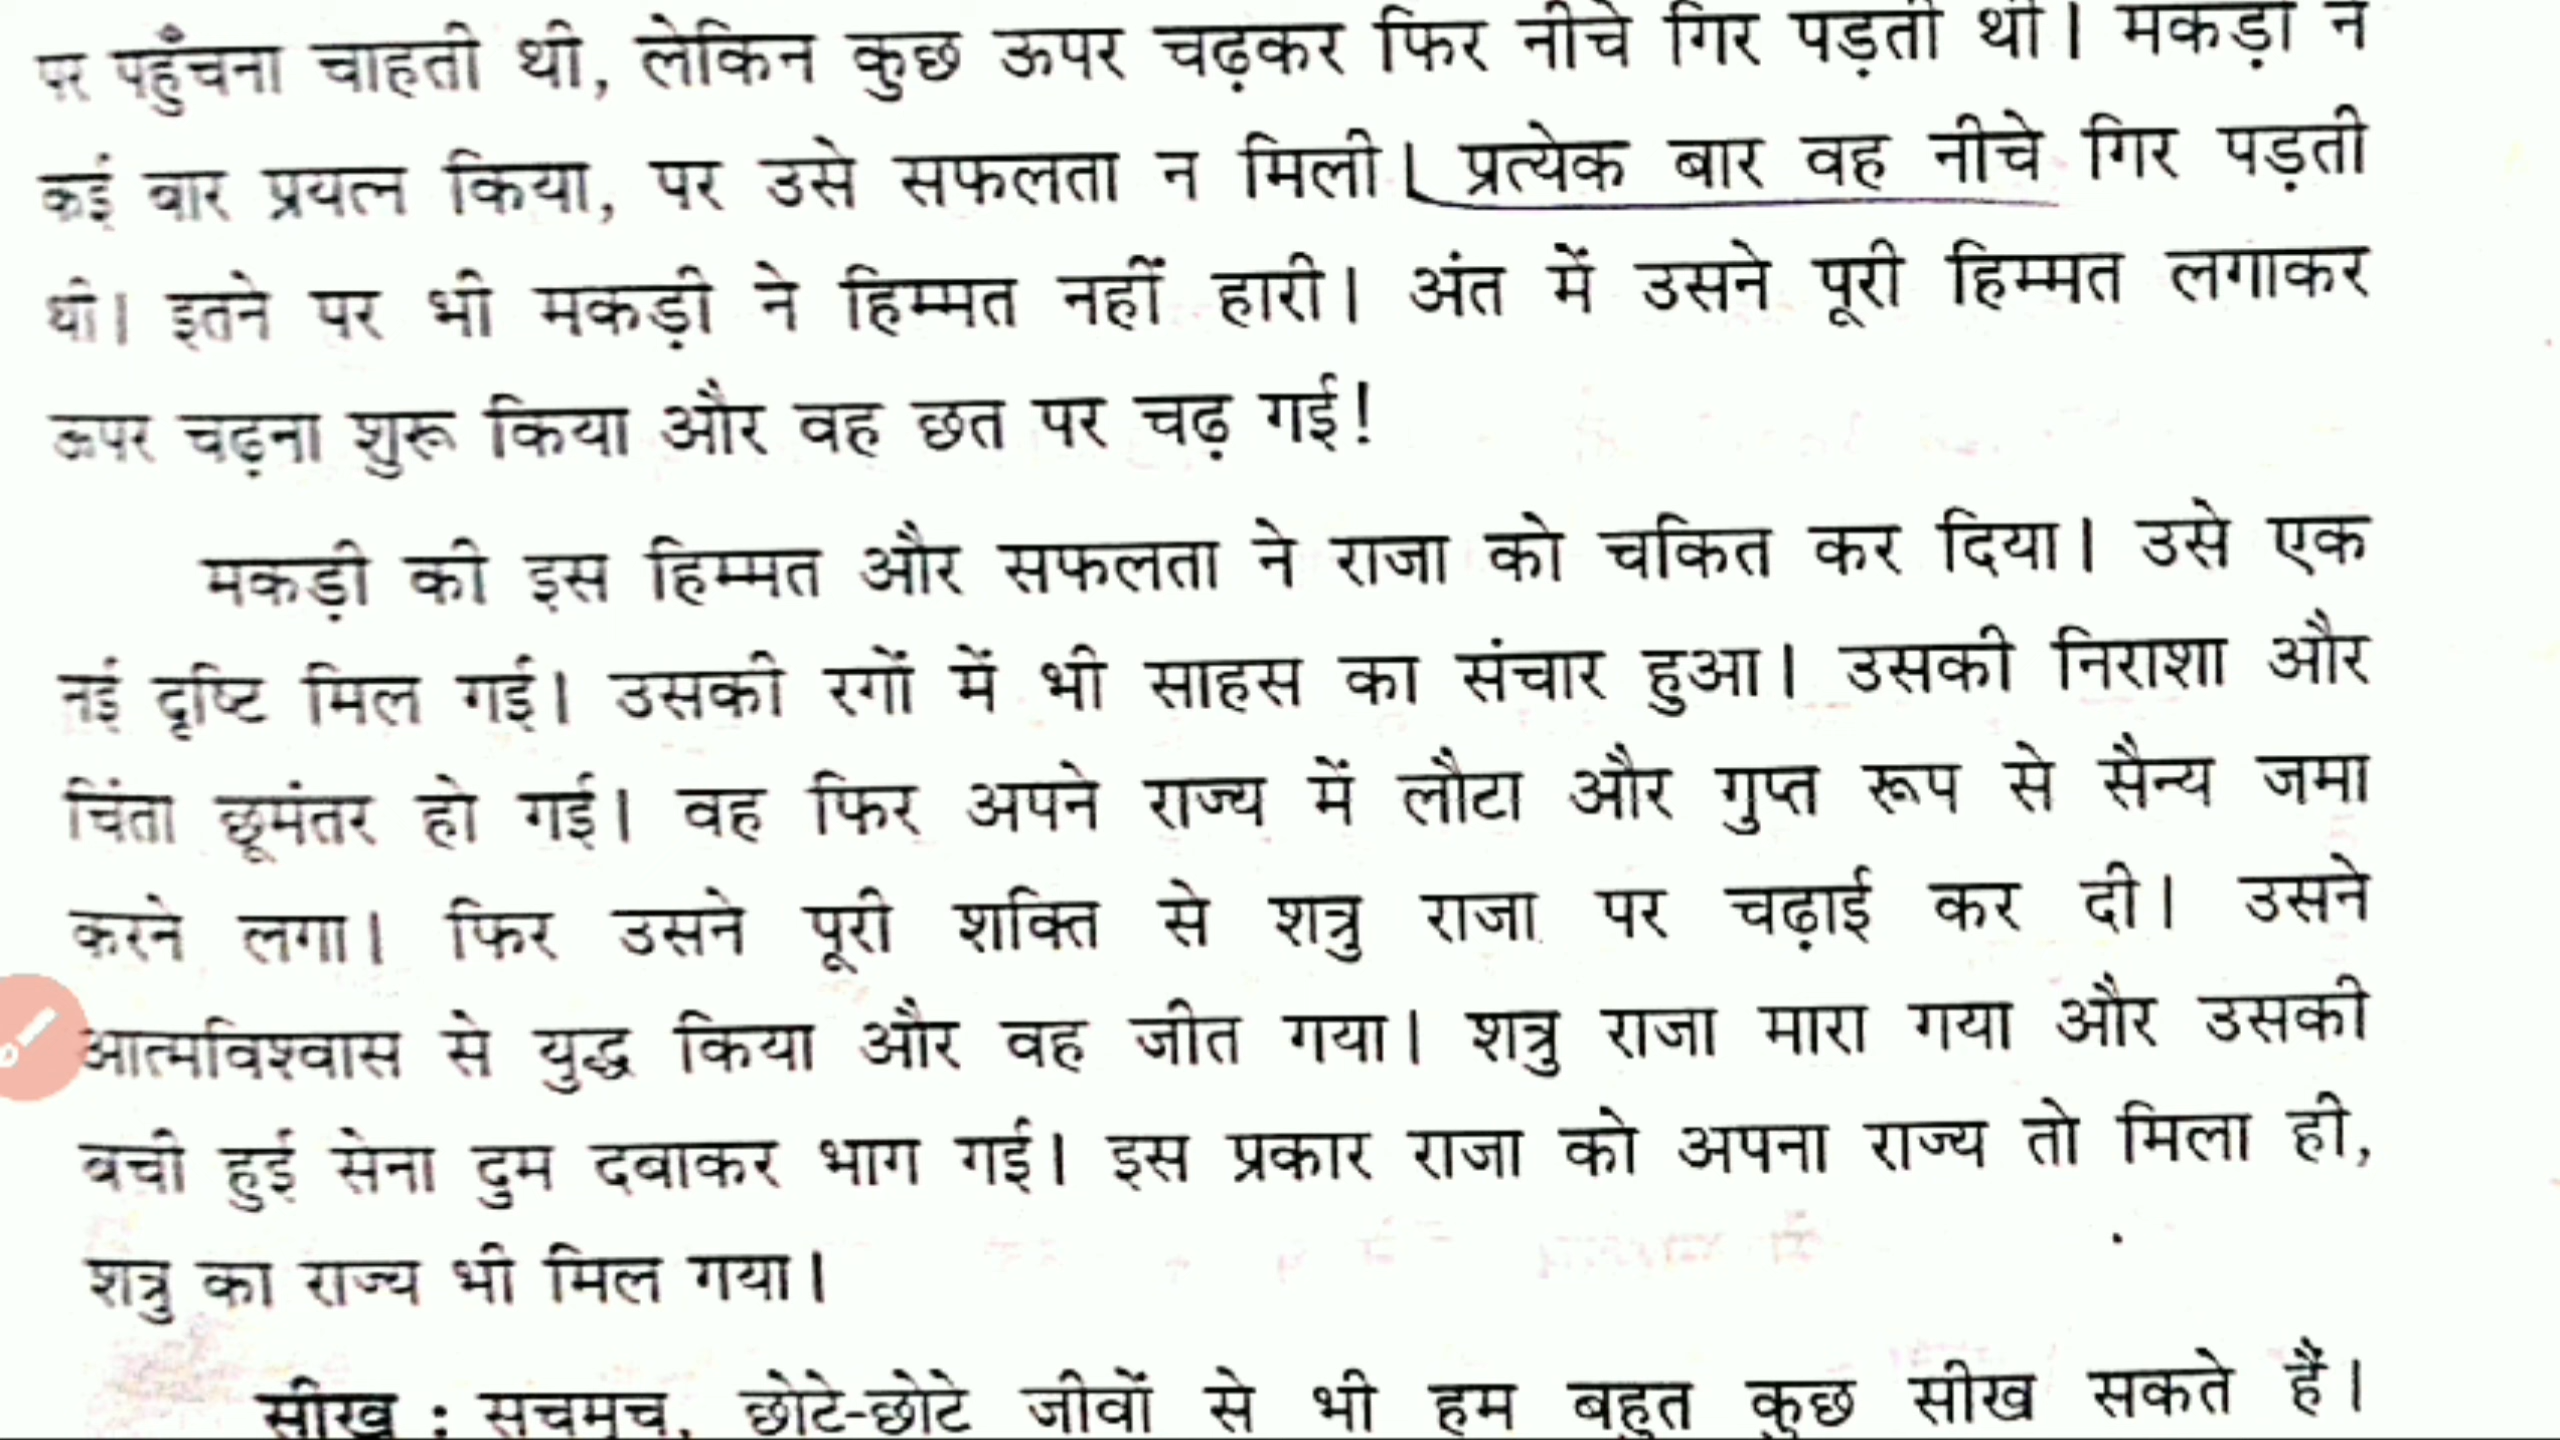 पर पहुँचना चाहती थी, लेकिन कुछ ऊपर चढ़कर फिर नीचे गिर पड़ती थी। मकड़ी ने
कई बार प्रयत्न किया, पर उसे सफलता न मिली। प्रत्येक बार वह नीचे गिर पड़ती
थी। इतने पर भी मकड़ी ने हिम्मत नहीं हारी। अंत में उसने पूरी हिम्मत लगाकर
ऊपर चढ़ना शुरू किया और वह छत पर चढ़ गई!
मकड़ी की इस हिम्मत और सफलता ने राजा को चकित कर दिया। उसे एक
नई दृष्टि मिल गई। उसकी रगों में भी साहस का संचार हुआ। उसकी निराशा और
चिंता छूमंतर हो गई। वह फिर अपने राज्य में लौटा और गुप्त रूप से सैन्य जमा
करने लगा। फिर उसने पूरी शक्ति से शत्रु राजा पर चढ़ाई कर दी। उसने
आत्मविश्वास से युद्ध किया और वह जीत गया। शत्रु राजा मारा गया और उसकी
बची हुई सेना दुम दबाकर भाग गई। इस प्रकार राजा को अपना राज्य तो मिला ही,
शत्रु का राज्य भी मिल गया।
सीख : सचमुच, छोटे-छोटे जीवों से भी हम बहुत कुछ सीख सकते हैं।